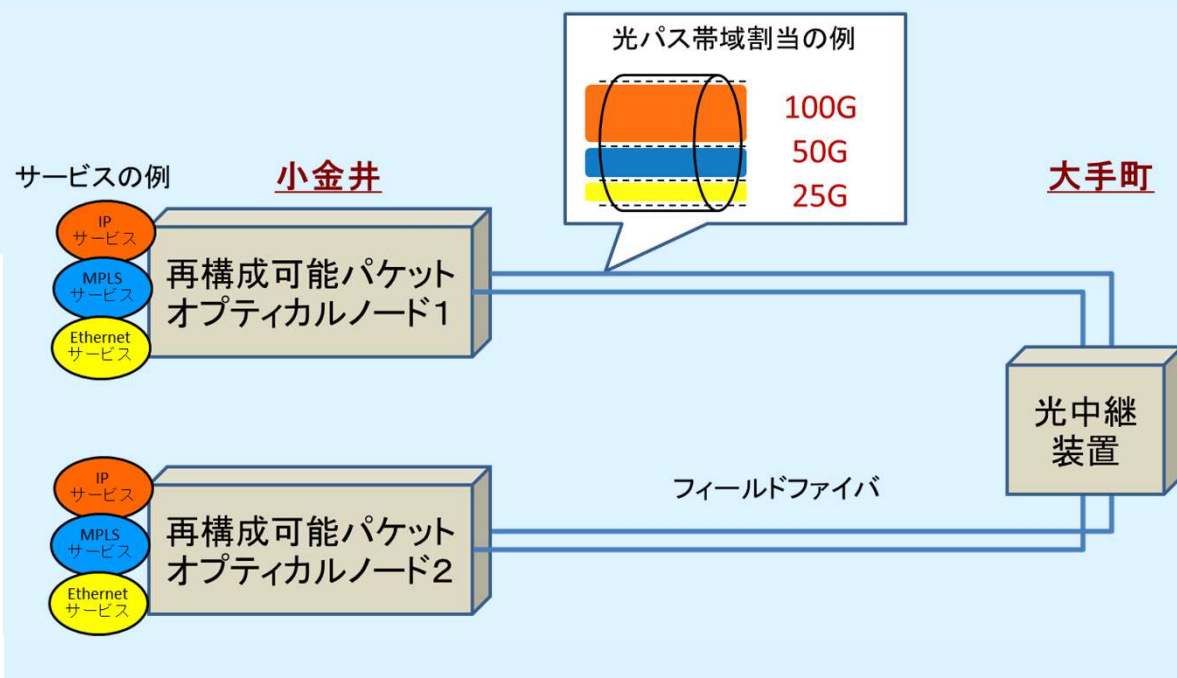 光パス帯域割当の例
100G
50G
25G
サービスの例
小金井
大手町
IP
サービス
MPLS
サービス
Ethernet
サービス
再構成可能パケット
オプティカルノード1
光中継
装置
IP
サービス
MPLS
サービス
Ethernet
サービス
再構成可能パケット
オプティカルノード2
フィールドファイバ